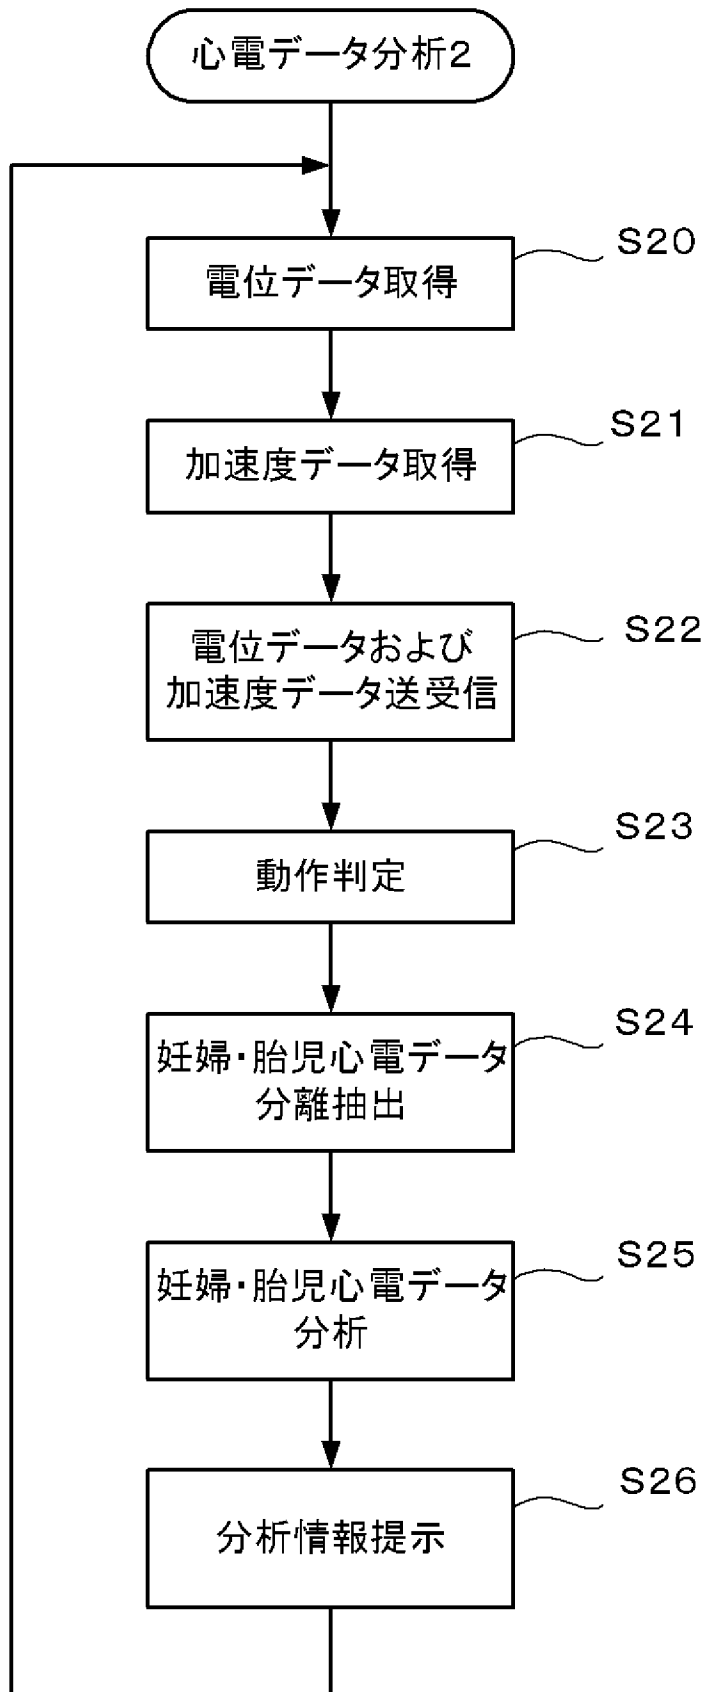 心電データ分析2
S20
電位データ取得
S21
加速度データ取得
S22
電位データおよび
加速度データ送受信
S23
動作判定
S24
妊婦・胎児心電データ
分離抽出
S25
妊婦・胎児心電データ
分析
S26
分析情報提示